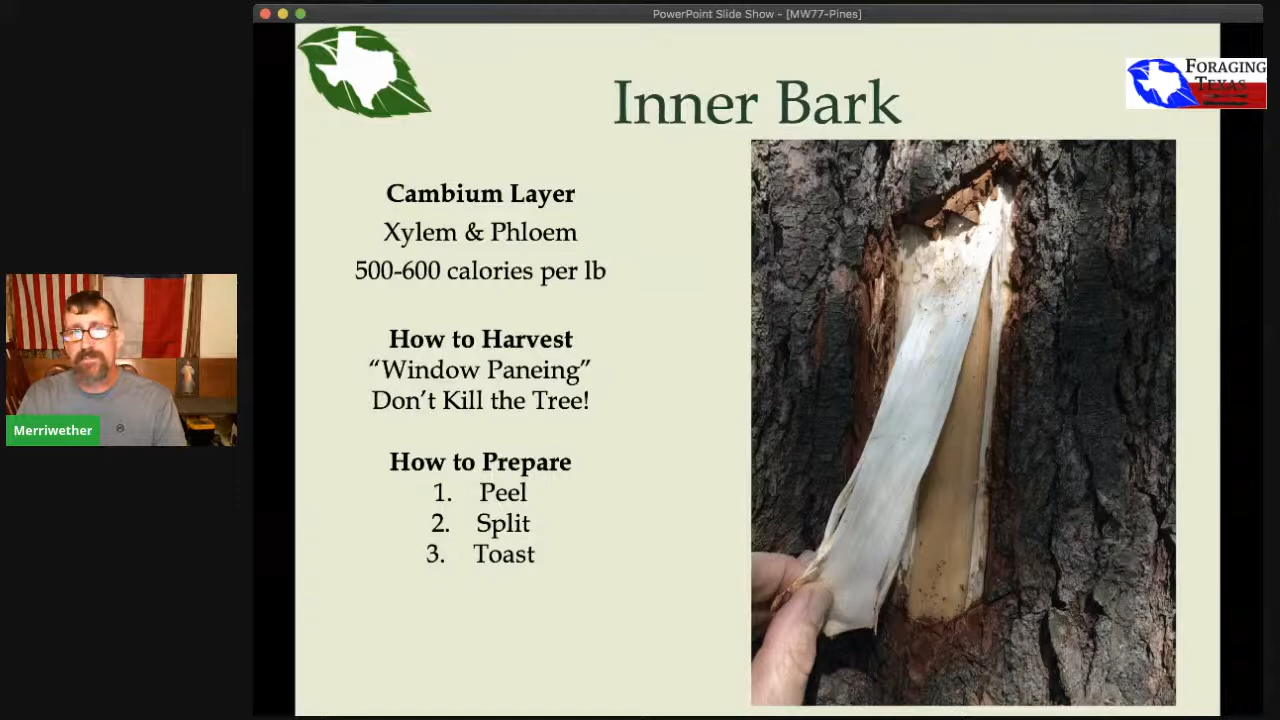 PowerPoint Slide Show - [MW77-Pines]
FORAGING
TEXAS
Inner Bark
Cambium Layer
Xylem & Phloem
500-600 calories per lb
How to Harvest
“Window Paneing”
Don’t Kill the Tree!
How to Prepare
1. Peel
2. Split
3. Toast
Merriwether